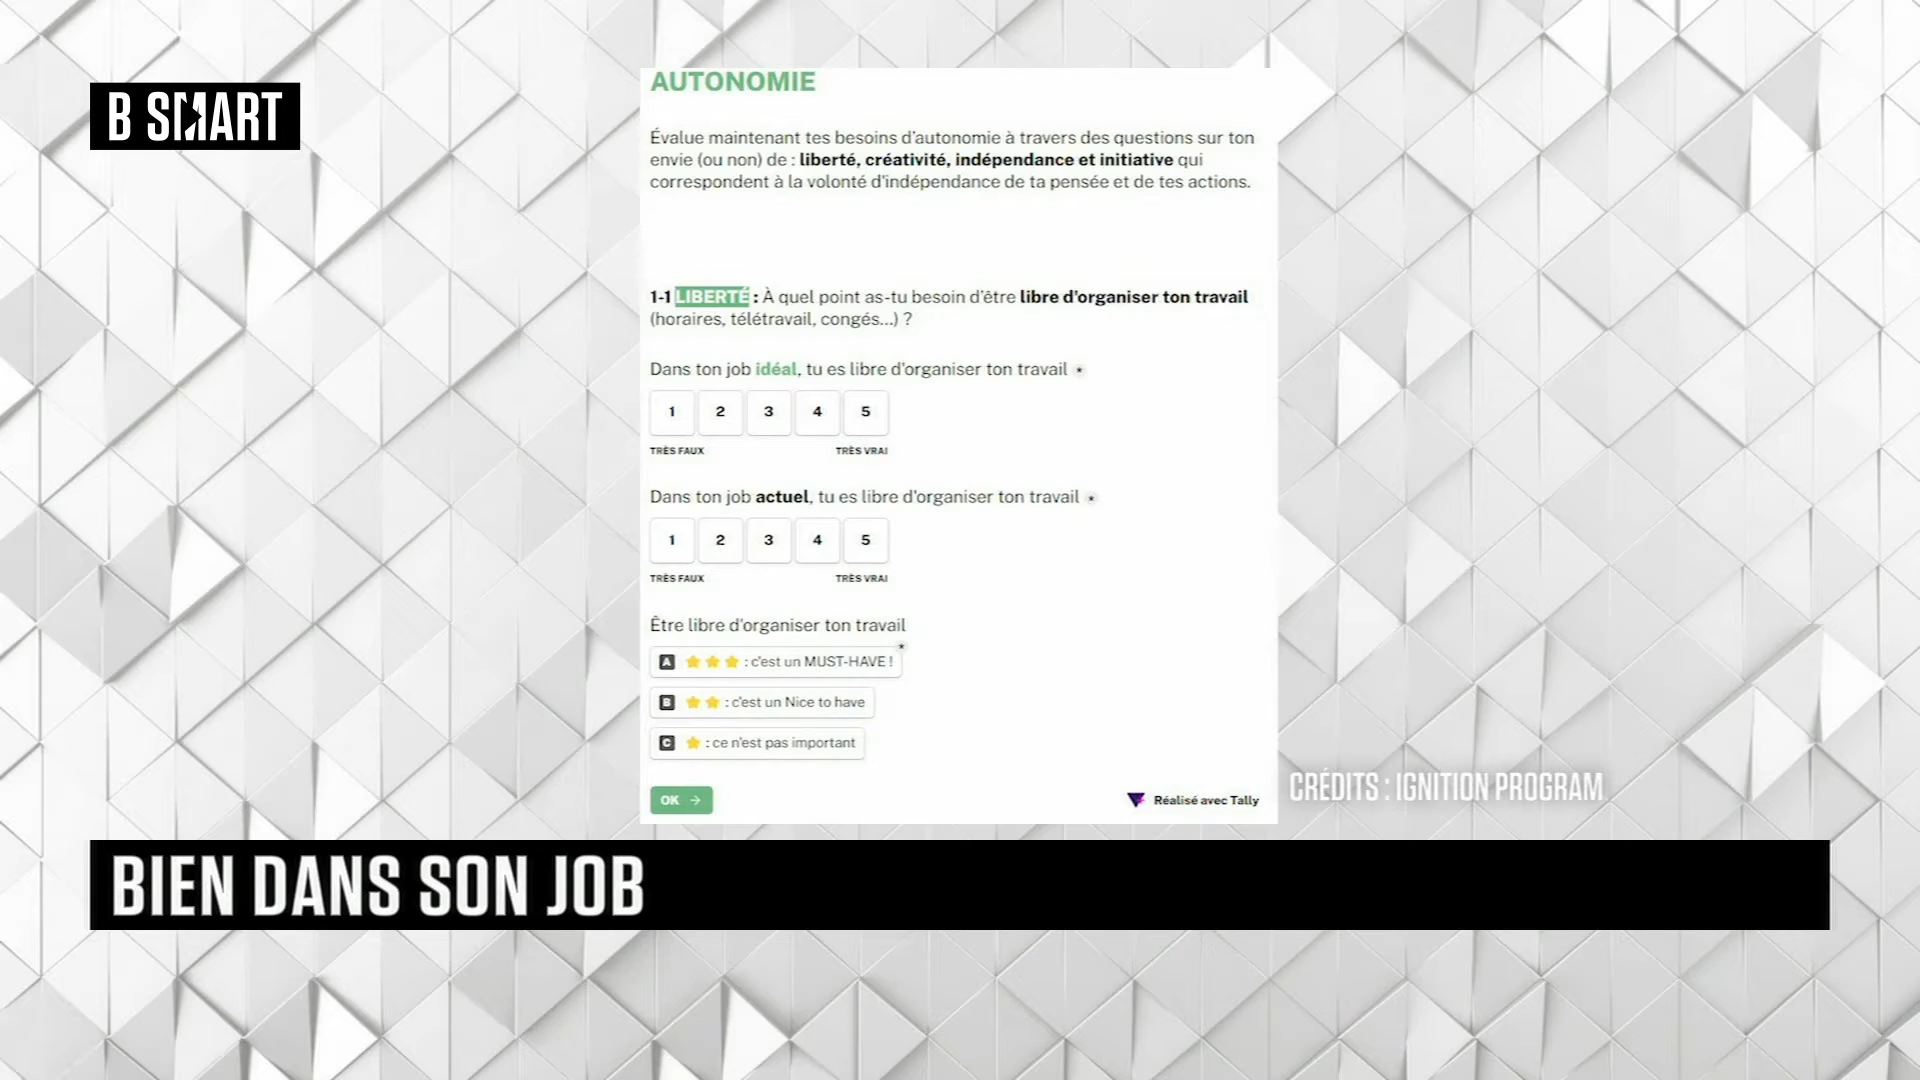 B SMART
AUTONOMIE
Évalue maintenant tes besoins d'autonomie à travers des questions sur ton
envie (ou non) de : liberté, créativité, indépendance et initiative qui
correspondent à la volonté d'indépendance de ta pensée et de tes actions.
1-1 LIBERTÉ : À quel point as-tu besoin d'être libre d'organiser ton travail
(horaires, télétravail, congés...) ?
Dans ton job idéal, tu es libre d'organiser ton travail *
1 2 3 4 5
TRÈS FAUX TRÈS VRAI
Dans ton job actuel, tu es libre d'organiser ton travail *
1 2 3 4 5
TRÈS FAUX TRÈS VRAI
Être libre d'organiser ton travail
*
A ⭐⭐⭐ : c'est un MUST-HAVE !
B ⭐⭐ : c'est un Nice to have
C ⭐ : ce n'est pas important
OK →
Réalisé avec Tally
CRÉDITS : IGNITION PROGRAM
BIEN DANS SON JOB